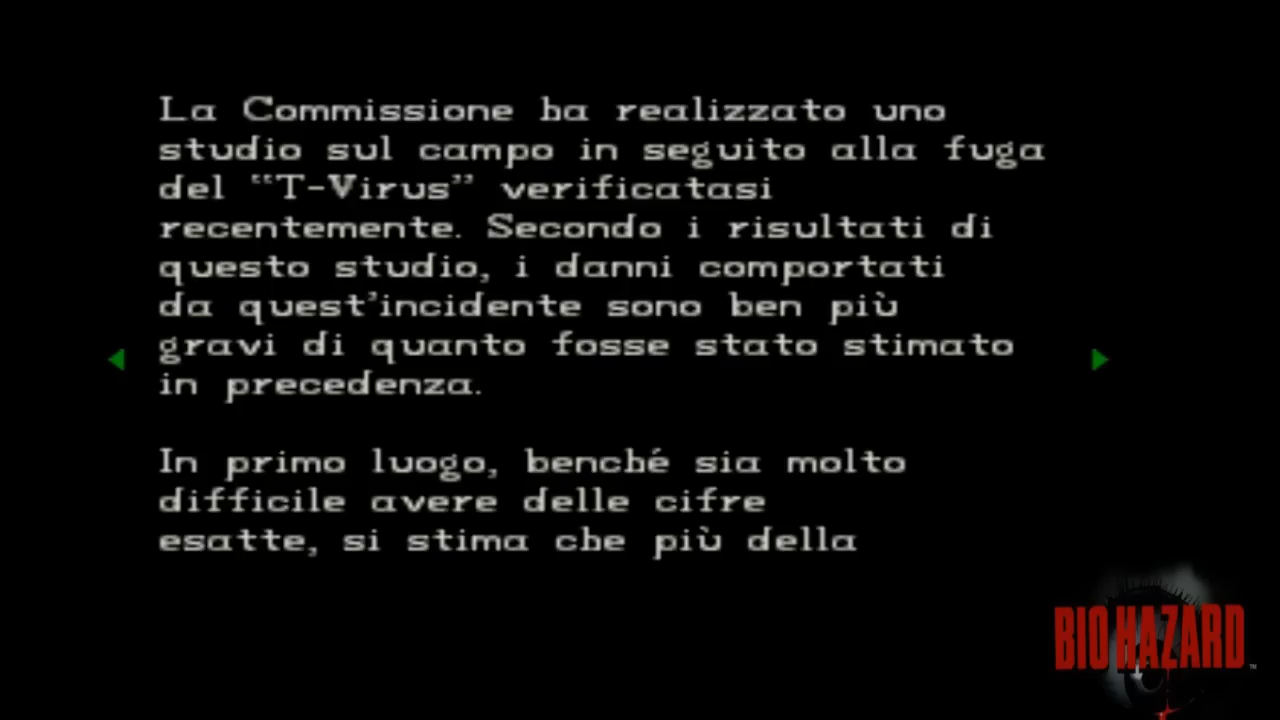 La Commissione ha realizzato uno
studio sul campo in seguito alla fuga
del “T-Virus” verificatasi
recentemente. Secondo i risultati di
questo studio, i danni comportati
da quest’incidente sono ben più
gravi di quanto fosse stato stimato
in precedenza.
In primo luogo, benché sia molto
difficile avere delle cifre
esatte, si stima che più della
BIO HAZARD™